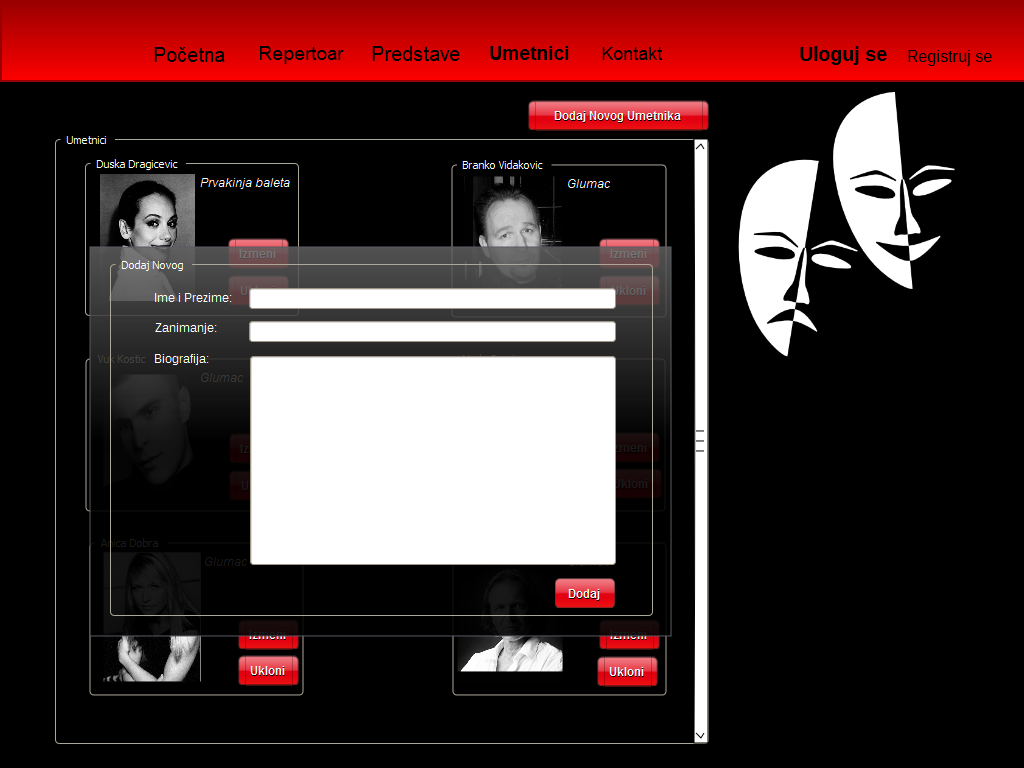 Početna Repertoar Predstave Umetnici Kontakt Uloguj se Registruj se
Dodaj Novog Umetnika
Umetnici
Duska Dragicevic
Prvakinja baleta
Izmeni
Branko Vidakovic
Glumac
Izmeni
Ukloni
Dodaj Novog
Ime i Prezime:
Zanimanje:
Biografija:
Vuk Kostic
Glumac
Izmeni
Ukloni
Anica Dobra
Glumac
Dodaj
Izmeni
Ukloni
Izmeni
Ukloni